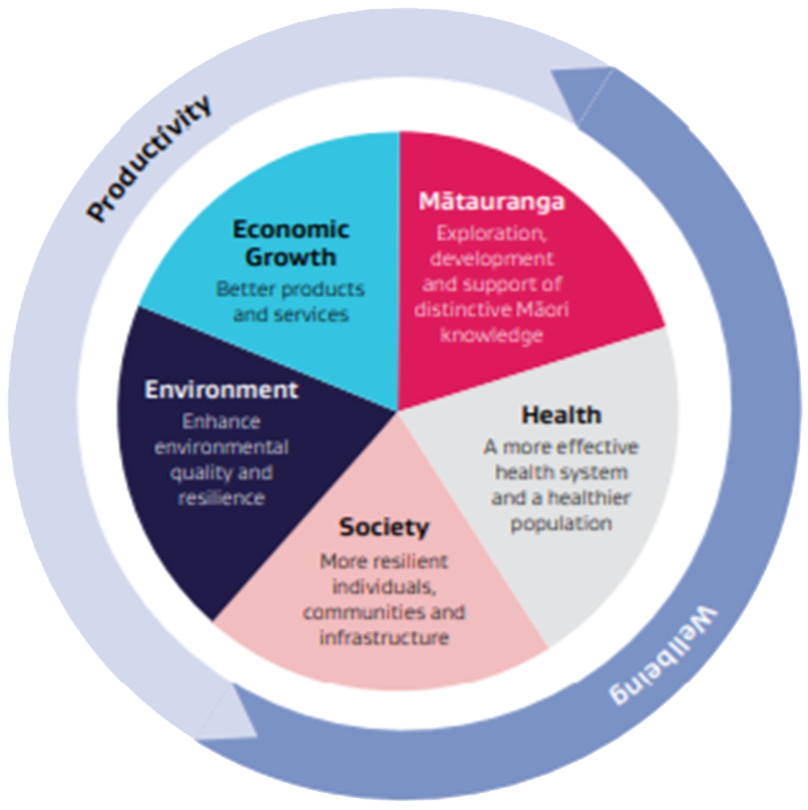 Productivity
Economic
Growth
Better products
and services
Mātauranga
Exploration,
development
and support of
distinctive Māori
knowledge
Environment
Enhance
environmental
quality and
resilience
Health
A more effective
health system
and a healthier
population
Society
More resilient
individuals,
communities and
infrastructure
Wellbeing